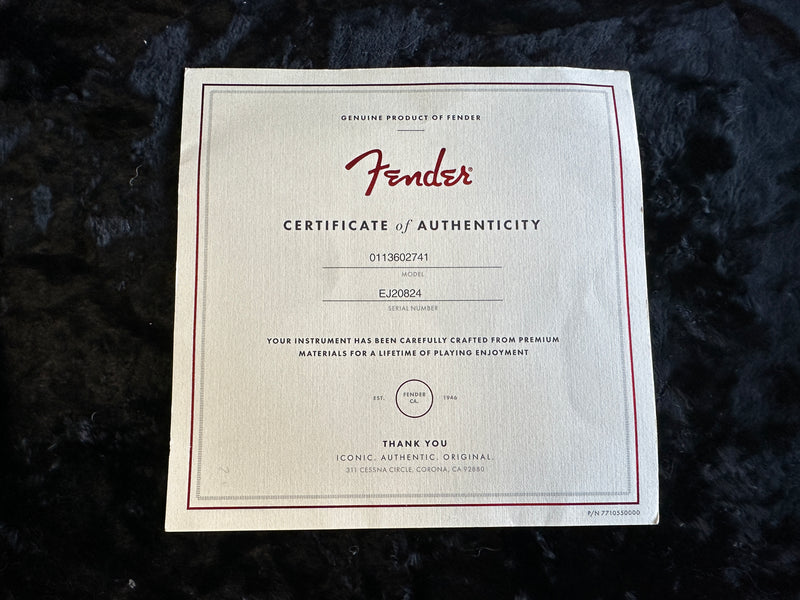 GENUINE PRODUCT OF FENDER
Fender®
CERTIFICATE of AUTHENTICITY
0113602741
MODEL
EJ20824
SERIAL NUMBER
YOUR INSTRUMENT HAS BEEN CAREFULLY CRAFTED FROM PREMIUM
MATERIALS FOR A LIFETIME OF PLAYING ENJOYMENT
EST. FENDER CA. 1946
THANK YOU
ICONIC. AUTHENTIC. ORIGINAL.
311 CESSNA CIRCLE, CORONA, CA 92880
P/N 7710550000